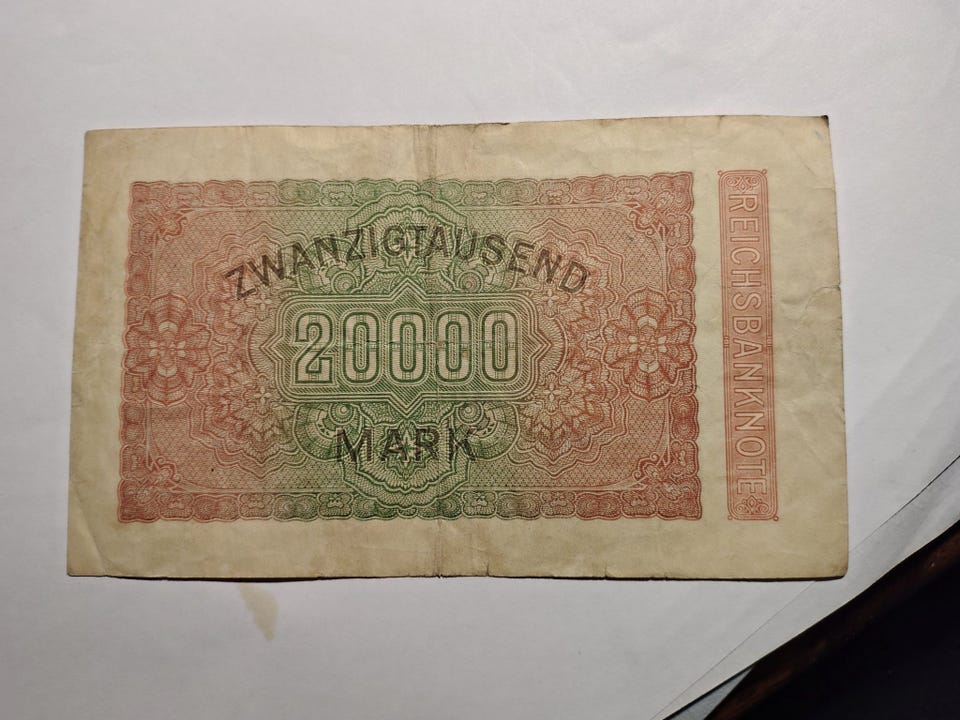 ZWANZIGTAUSEND
20000
MARK
REICHSBANKNOTE